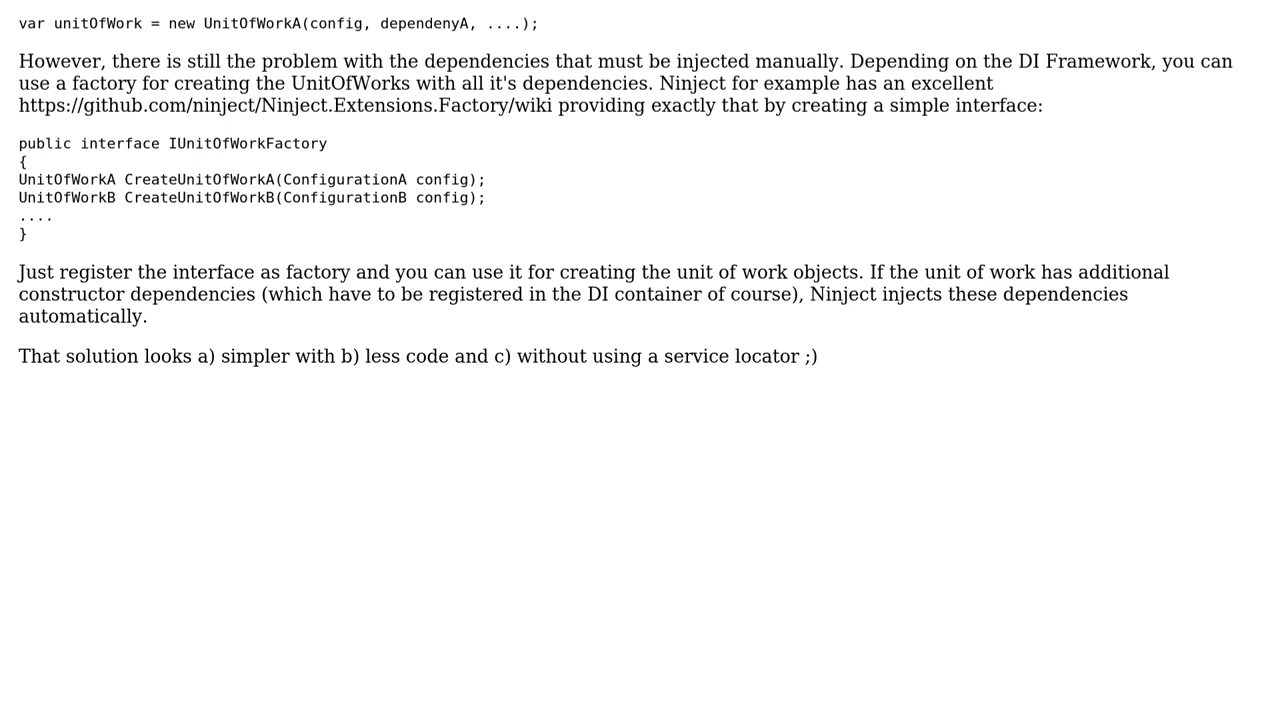 var unitOfWork = new UnitOfWorkA(config, dependenyA, ....);
However, there is still the problem with the dependencies that must be injected manually. Depending on the DI Framework, you can
use a factory for creating the UnitOfWorks with all it's dependencies. Ninject for example has an excellent
https://github.com/ninject/Ninject.Extensions.Factory/wiki providing exactly that by creating a simple interface:
public interface IUnitOfWorkFactory
{
UnitOfWorkA CreateUnitOfWorkA(ConfigurationA config);
UnitOfWorkB CreateUnitOfWorkB(ConfigurationB config);
....
}
Just register the interface as factory and you can use it for creating the unit of work objects. If the unit of work has additional
constructor dependencies (which have to be registered in the DI container of course), Ninject injects these dependencies
automatically.
That solution looks a) simpler with b) less code and c) without using a service locator ;)